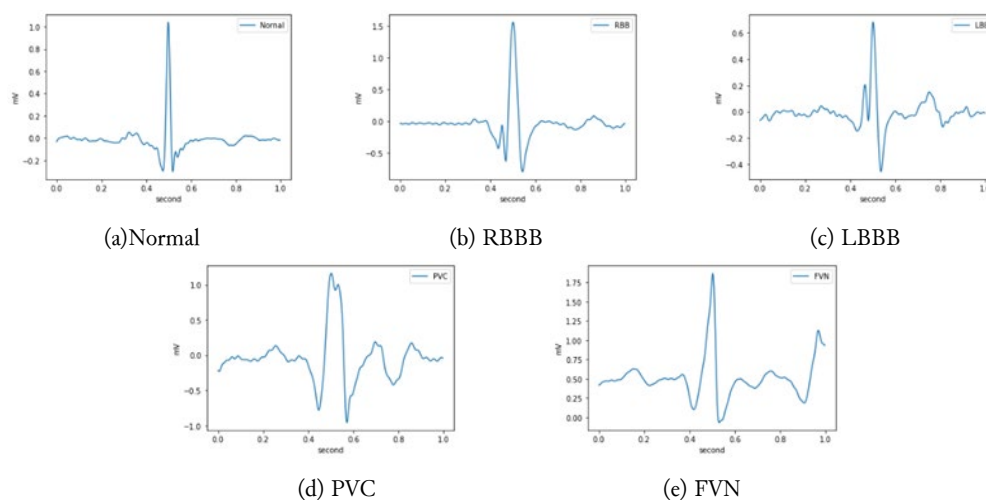 Nornal
1.0
0.8
0.6
0.4
0.2
0.0
−0.2
mV
0.0 0.2 0.4 0.6 0.8 1.0
second
(a)Normal
RBB
1.5
1.0
0.5
0.0
−0.5
mV
0.0 0.2 0.4 0.6 0.8 1.0
second
(b) RBBB
LBB
0.6
0.4
0.2
0.0
−0.2
−0.4
mV
0.0 0.2 0.4 0.6 0.8 1.0
second
(c) LBBB
PVC
1.0
0.5
0.0
−0.5
−1.0
mV
0.0 0.2 0.4 0.6 0.8 1.0
second
(d) PVC
FVN
1.75
1.50
1.25
1.00
0.75
0.50
0.25
0.00
mV
0.0 0.2 0.4 0.6 0.8 1.0
second
(e) FVN